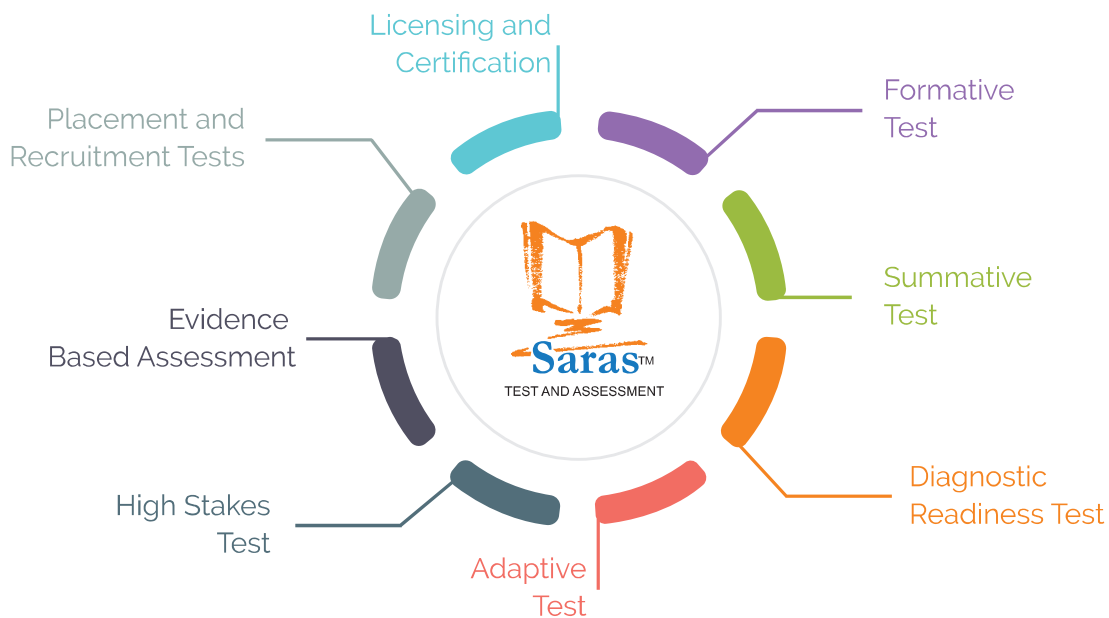 Licensing and
Certification
Formative
Test
Placement and
Recruitment Tests
Summative
Test
Saras™
TEST AND ASSESSMENT
Evidence
Based Assessment
Diagnostic
Readiness Test
High Stakes
Test
Adaptive
Test